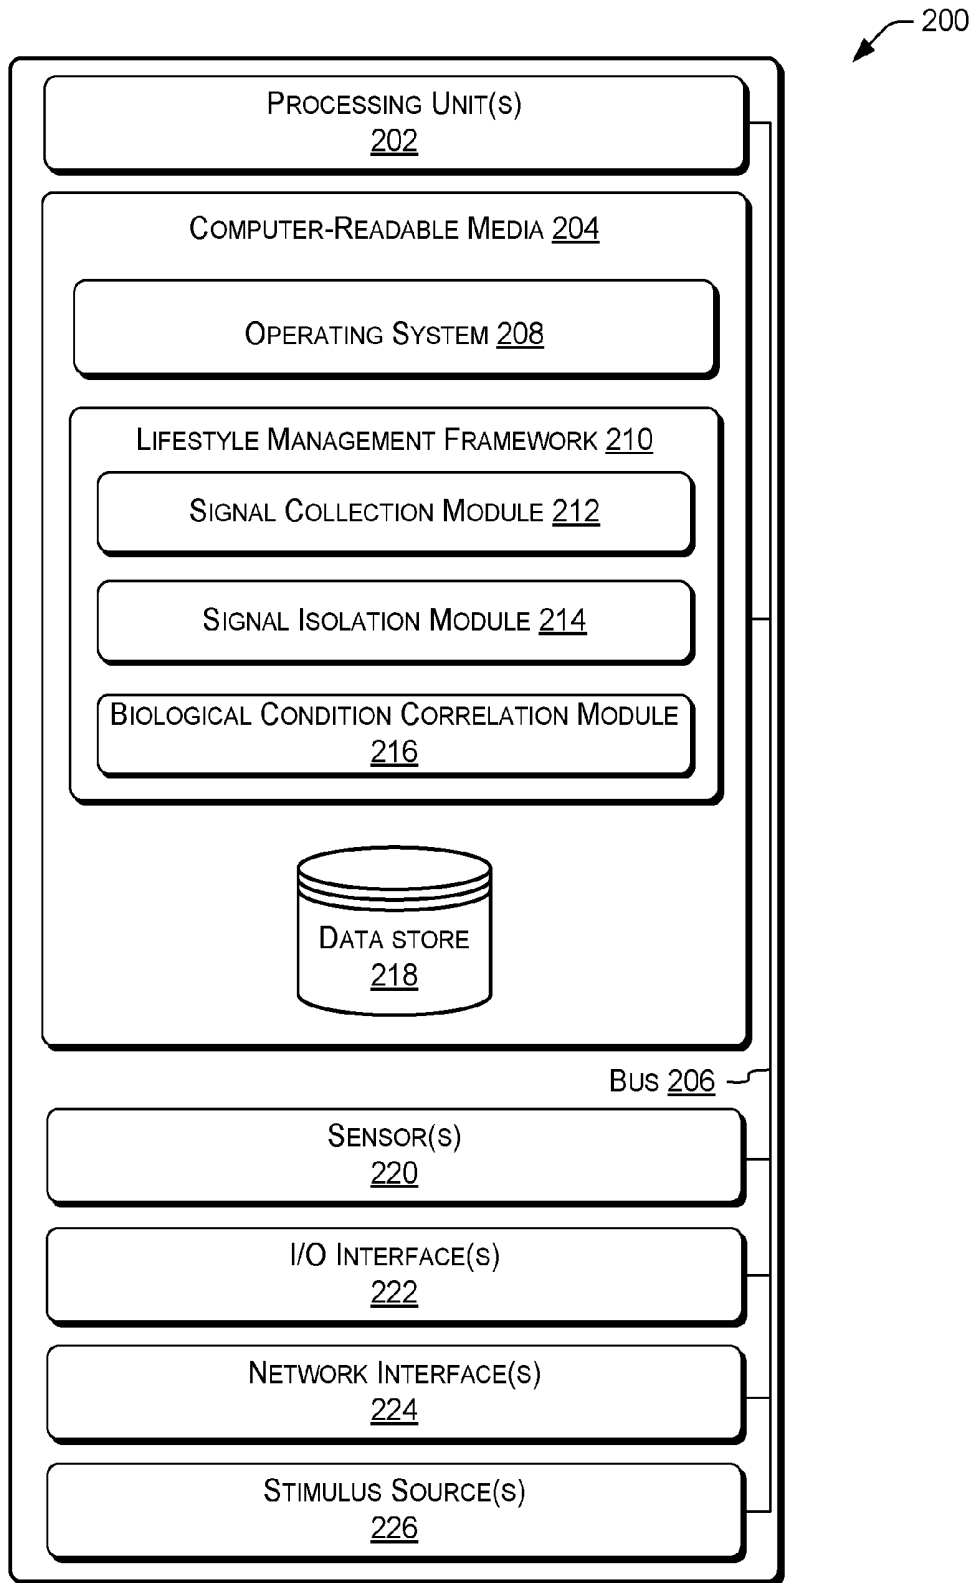 200
PROCESSING UNIT(S)
202
COMPUTER-READABLE MEDIA 204
OPERATING SYSTEM 208
LIFESTYLE MANAGEMENT FRAMEWORK 210
SIGNAL COLLECTION MODULE 212
SIGNAL ISOLATION MODULE 214
BIOLOGICAL CONDITION CORRELATION MODULE
216
DATA STORE
218
BUS 206
SENSOR(S)
220
I/O INTERFACE(S)
222
NETWORK INTERFACE(S)
224
STIMULUS SOURCE(S)
226